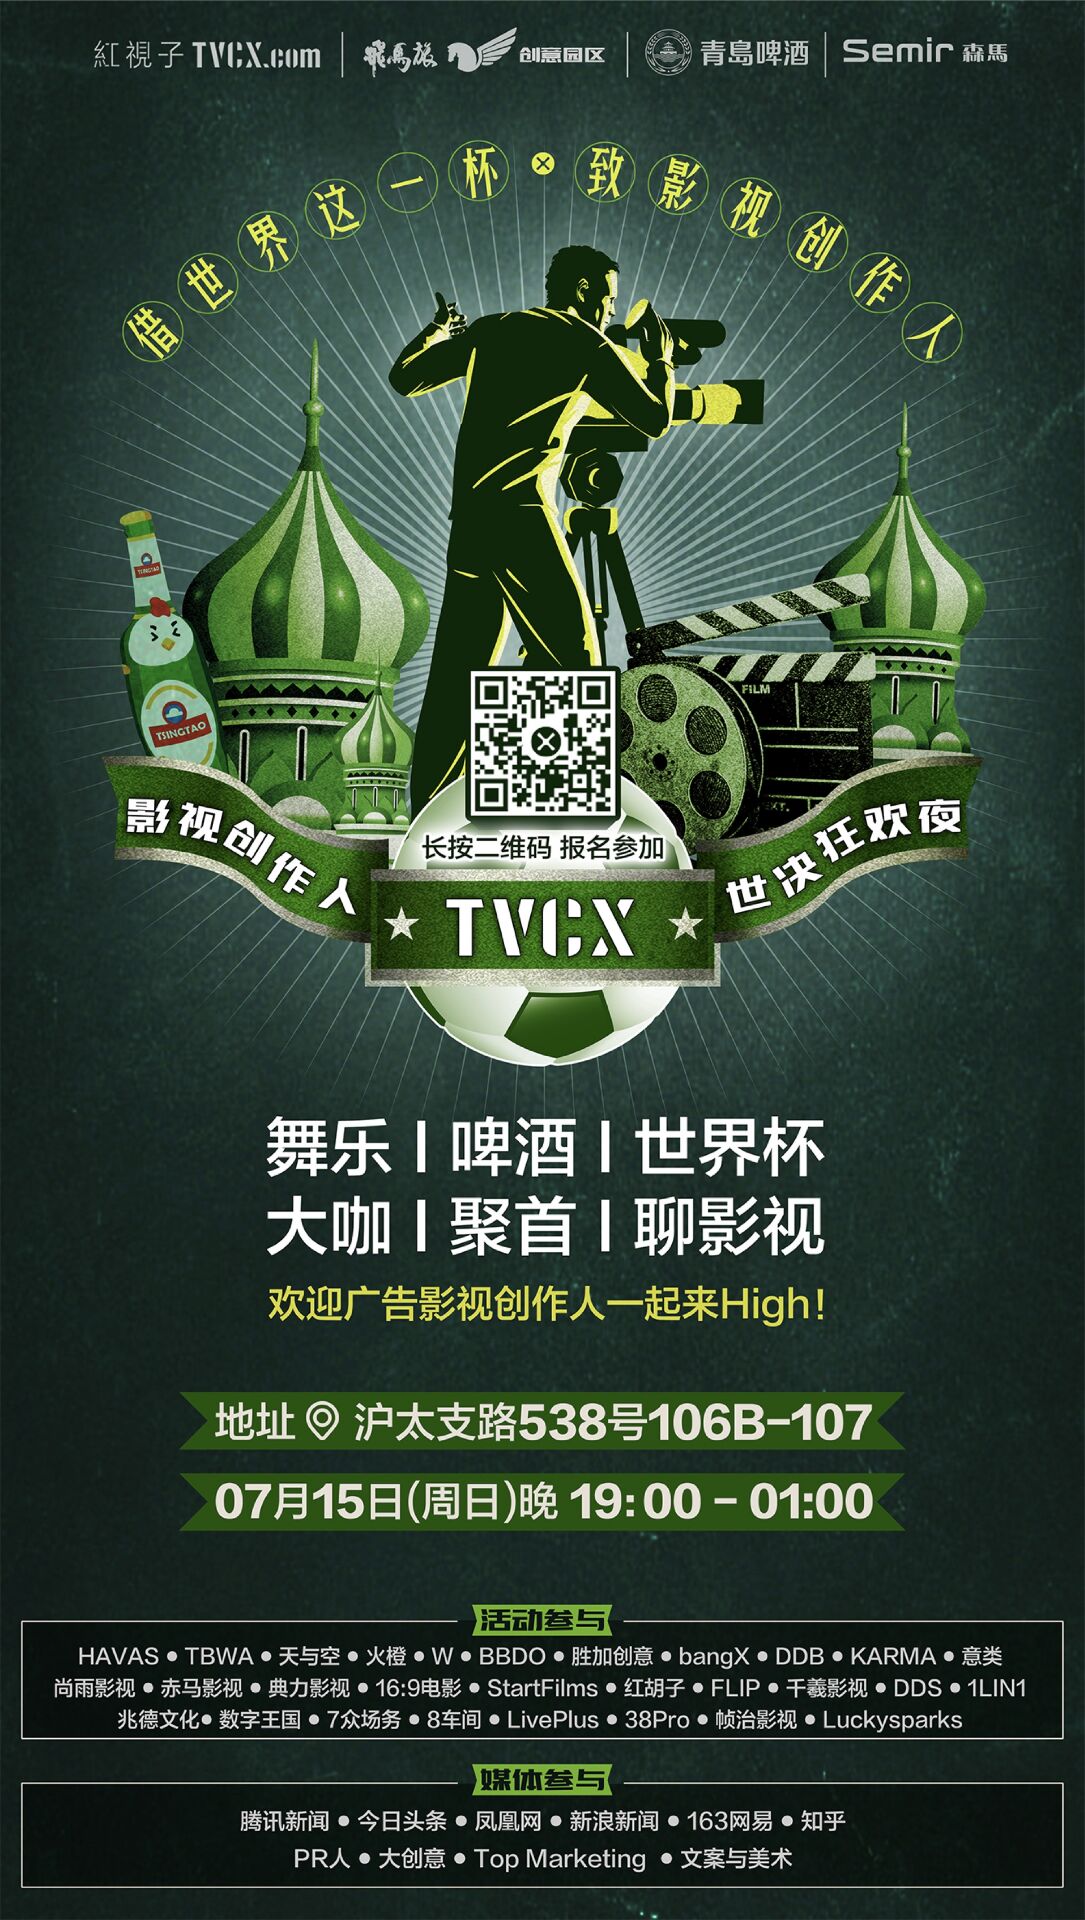 紅視子 TVCX.com | 飛馬旅 创意园区 | 青島啤酒 | Semir 森馬
借世界这一杯·致影视创作人
TSINGTAO
TSINGTAO
FILM
影视创作人
世决狂欢夜
长按二维码 报名参加
TVCX
舞乐 | 啤酒 | 世界杯
大咖 | 聚首 | 聊影视
欢迎广告影视创作人一起来High!
地址 沪太支路538号106B-107
07月15日(周日)晚 19:00 - 01:00
活动参与
HAVAS • TBWA • 天与空 • 火橙 • W • BBDO • 胜加创意 • bangX • DDB • KARMA • 意类
尚雨影视 • 赤马影视 • 典力影视 • 16:9电影 • StartFilms • 红胡子 • FLIP • 千羲影视 • DDS • 1LIN1
兆德文化• 数字王国 • 7众场务 • 8车间 • LivePlus • 38Pro • 帧治影视 • Luckysparks
媒体参与
腾讯新闻 • 今日头条 • 凤凰网 • 新浪新闻 • 163网易 • 知乎
PR人 • 大创意 • Top Marketing • 文案与美术